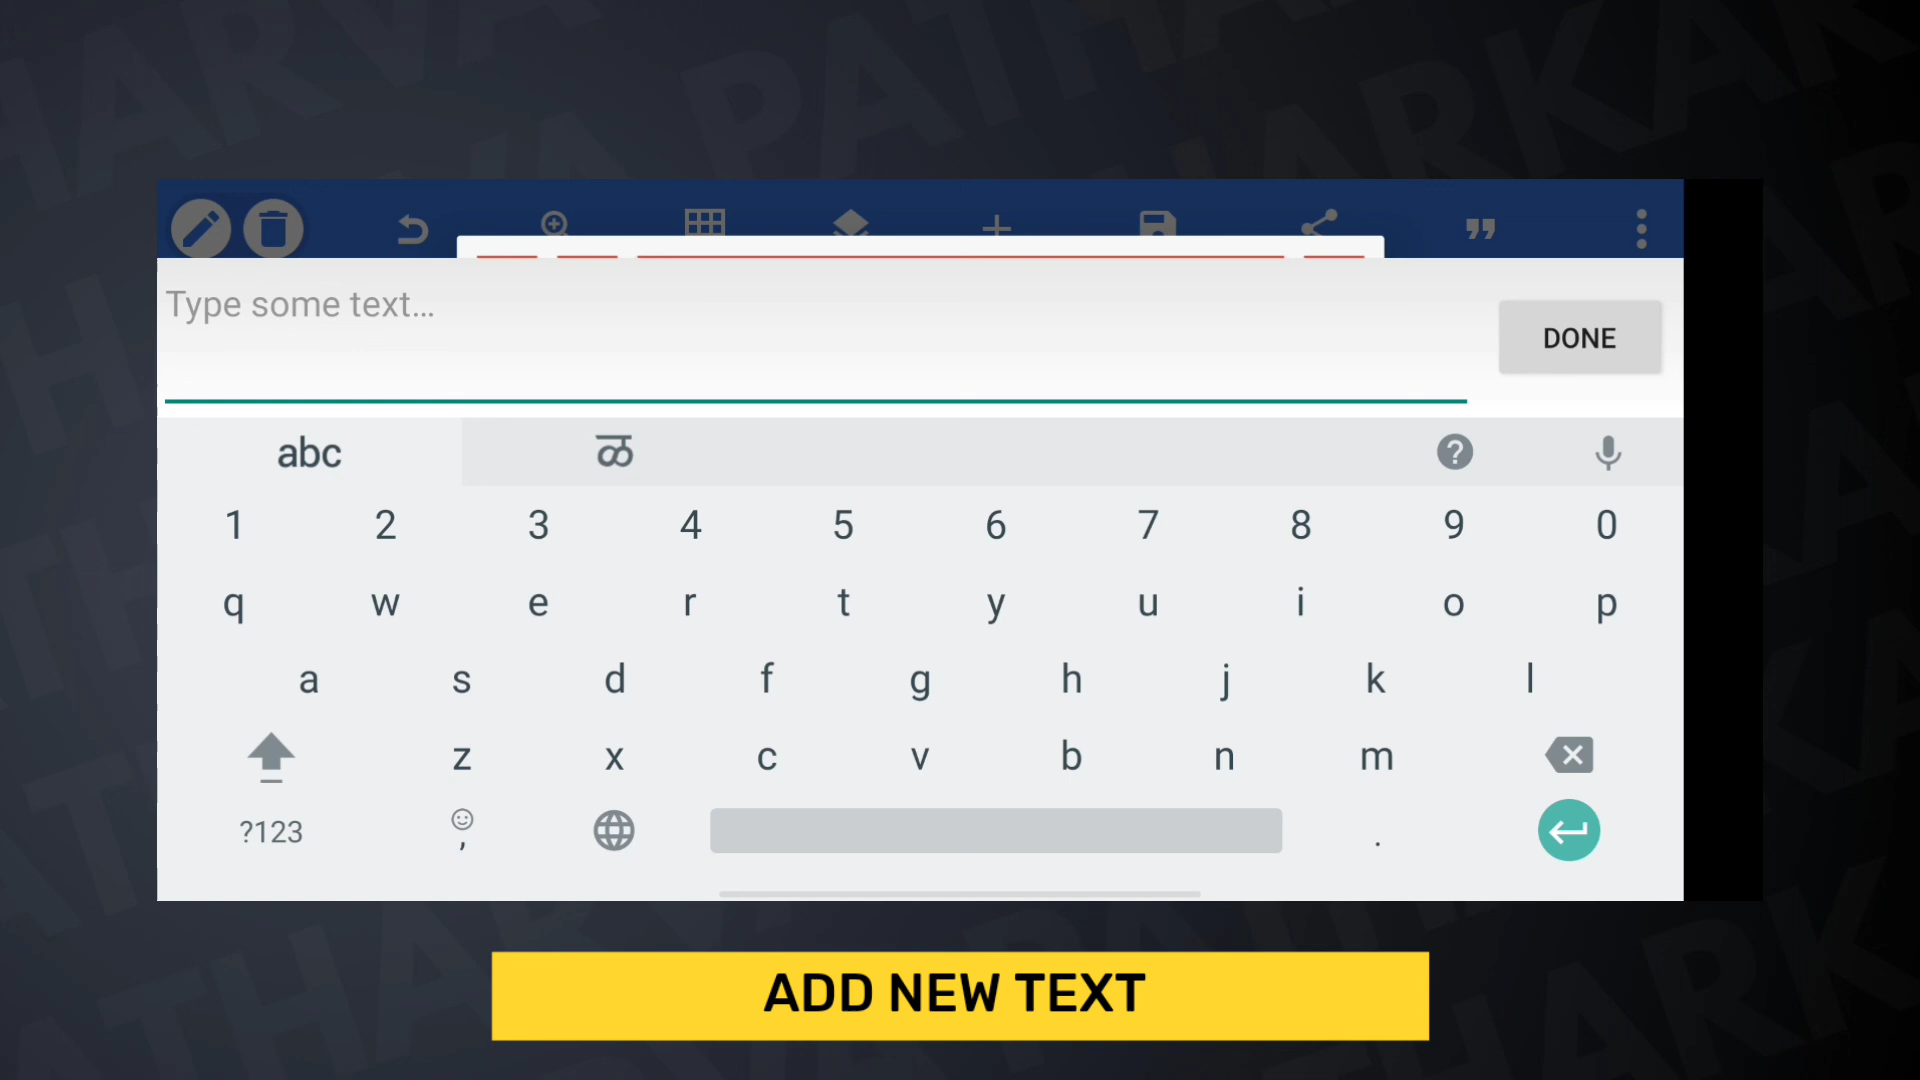 Type some text...
DONE
abc ळ
1 2 3 4 5 6 7 8 9 0
q w e r t y u i o p
a s d f g h j k l
z x c v b n m
?123 , .
ADD NEW TEXT